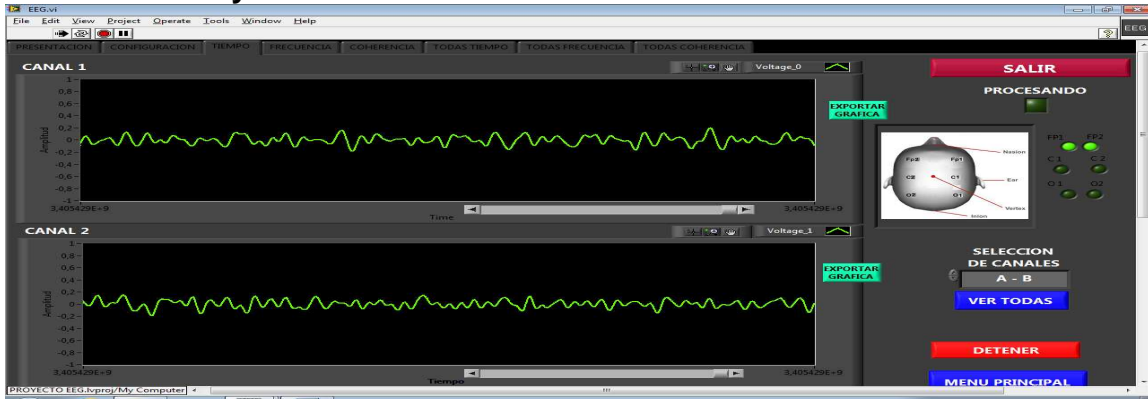 EEG.vi
File Edit View Project Operate Tools Window Help
EEG
PRESENTACION CONFIGURACION TIEMPO FRECUENCIA COHERENCIA TODAS TIEMPO TODAS FRECUENCIA TODAS COHERENCIA
CANAL 1
Voltage_0
1
0,8
0,6
0,4
0,2
0
-0,2
-0,4
-0,6
-0,8
-1
Amplitud
3,405429E+9
3,405429E+9
Time
EXPORTAR
GRAFICA
CANAL 2
Voltage_1
1
0,8
0,6
0,4
0,2
0
-0,2
-0,4
-0,6
-0,8
-1
Amplitud
3,405429E+9
3,405429E+9
Tiempo
EXPORTAR
GRAFICA
SALIR
PROCESANDO
Nasion
Fp2 Fp1
C2 C1
Ear
O2 O1
Vertex
Inion
FP1 FP2
C 1 C 2
O 1 O2
SELECCION
DE CANALES
A - B
VER TODAS
DETENER
MENU PRINCIPAL
PROYECTO EEG.lvproj/My Computer